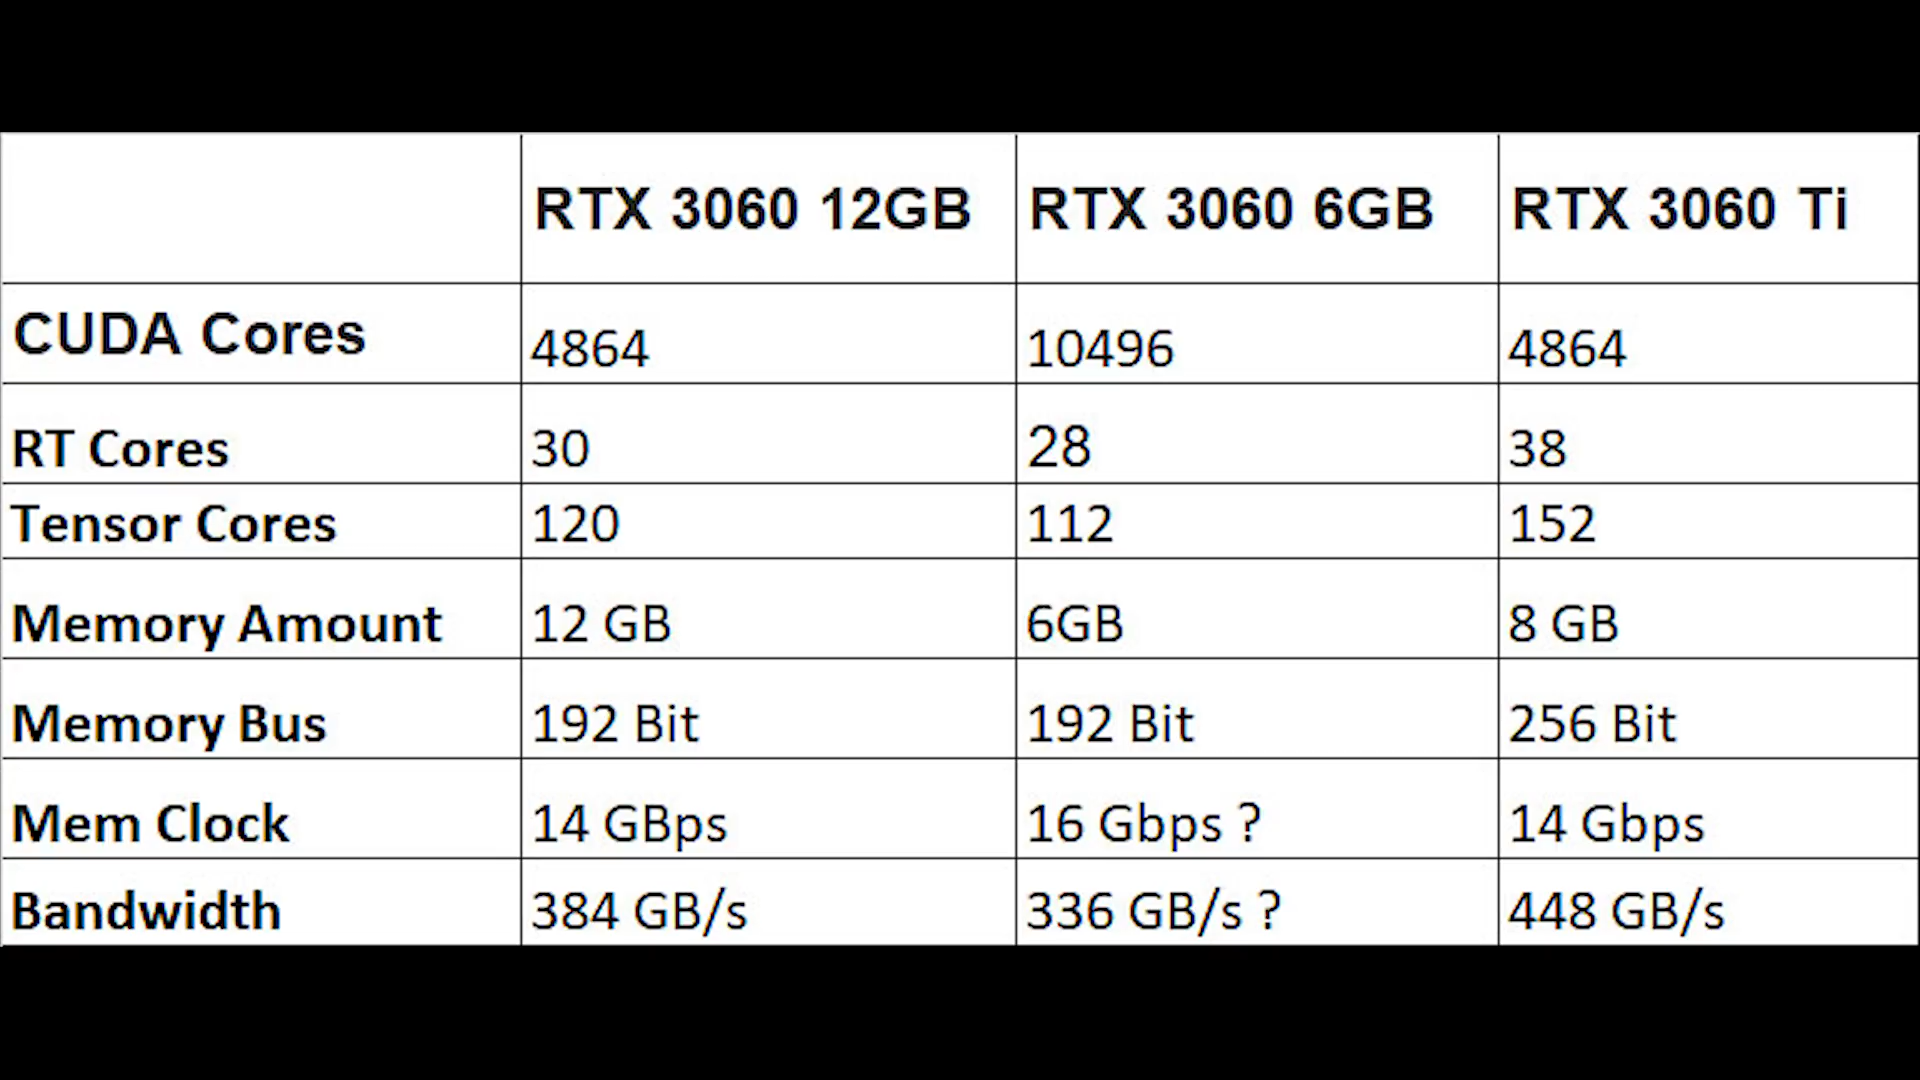 RTX 3060 12GB RTX 3060 6GB RTX 3060 Ti
CUDA Cores 4864 10496 4864
RT Cores 30 28 38
Tensor Cores 120 112 152
Memory Amount 12 GB 6GB 8 GB
Memory Bus 192 Bit 192 Bit 256 Bit
Mem Clock 14 GBps 16 Gbps ? 14 Gbps
Bandwidth 384 GB/s 336 GB/s ? 448 GB/s